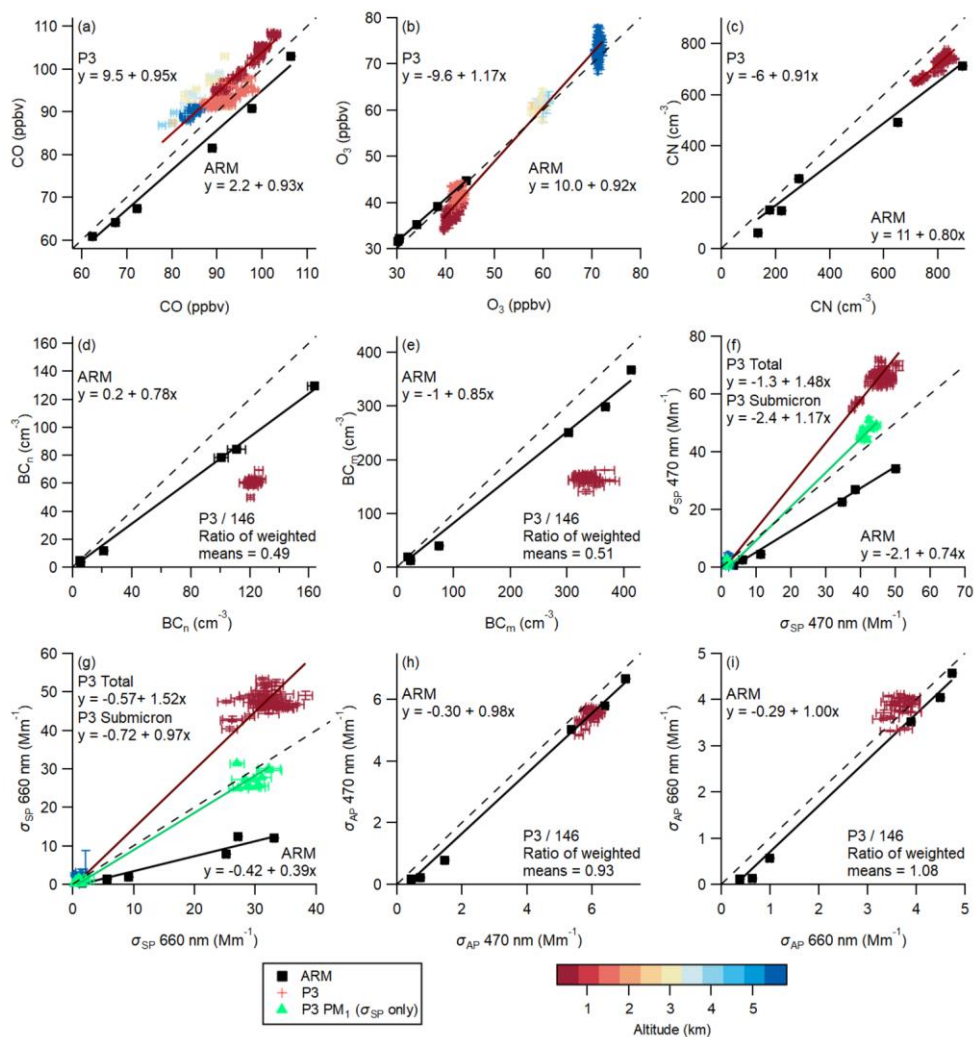 (a)
P3
y = 9.5 + 0.95x
ARM
y = 2.2 + 0.93x
110
100
90
80
70
60
60 70 80 90 100 110
CO (ppbv)
CO (ppbv)
(b)
P3
y = -9.6 + 1.17x
ARM
y = 10.0 + 0.92x
80
70
60
50
40
30
30 40 50 60 70 80
O3 (ppbv)
O3 (ppbv)
(c)
P3
y = -6 + 0.91x
ARM
y = 11 + 0.80x
800
600
400
200
0
0 200 400 600 800
CN (cm-3)
CN (cm-3)
(d)
ARM
y = 0.2 + 0.78x
P3 / 146
Ratio of weighted
means = 0.49
160
140
120
100
80
60
40
20
0
0 40 80 120 160
BCn (cm-3)
BCn (cm-3)
(e)
ARM
y = -1 + 0.85x
P3 / 146
Ratio of weighted
means = 0.51
400
300
200
100
0
0 100 200 300 400
BCm (cm-3)
BCm (cm-3)
(f)
P3 Total
y = -1.3 + 1.48x
P3 Submicron
y = -2.4 + 1.17x
ARM
y = -2.1 + 0.74x
80
60
40
20
0
0 10 20 30 40 50 60 70
σSP 470 nm (Mm-1)
σSP 470 nm (Mm-1)
(g)
P3 Total
y = -0.57+ 1.52x
P3 Submicron
y = -0.72 + 0.97x
ARM
y = -0.42 + 0.39x
60
50
40
30
20
10
0
0 10 20 30 40
σSP 660 nm (Mm-1)
σSP 660 nm (Mm-1)
(h)
ARM
y = -0.30 + 0.98x
P3 / 146
Ratio of weighted
means = 0.93
6
4
2
0
0 2 4 6
σAP 470 nm (Mm-1)
σAP 470 nm (Mm-1)
(i)
ARM
y = -0.29 + 1.00x
P3 / 146
Ratio of weighted
means = 1.08
5
4
3
2
1
0
0 1 2 3 4 5
σAP 660 nm (Mm-1)
σAP 660 nm (Mm-1)
ARM
P3
P3 PM1 (σSP only)
1 2 3 4 5
Altitude (km)